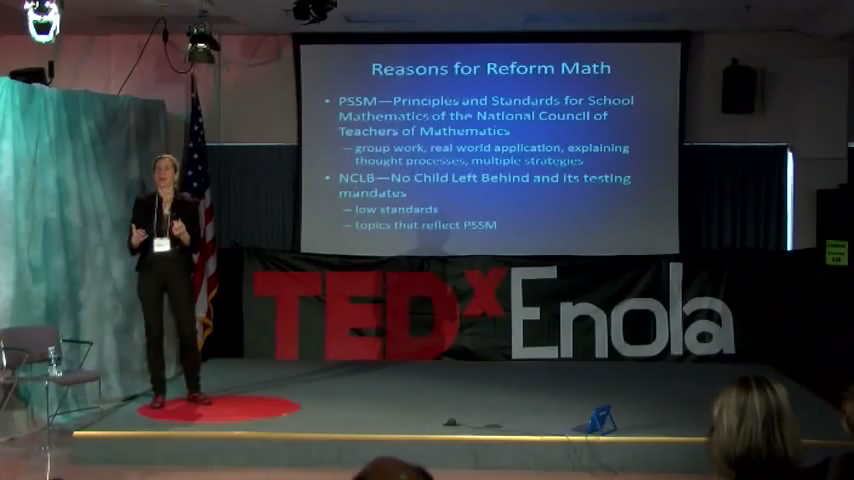 Reasons for Reform Math
• PSSM—Principles and Standards for School
Mathematics of the National Council of
Teachers of Mathematics
– group work, real world application, explaining
thought processes, multiple strategies
• NCLB—No Child Left Behind and its testing
mandates
– low standards
– topics that reflect PSSM
TEDxEnola